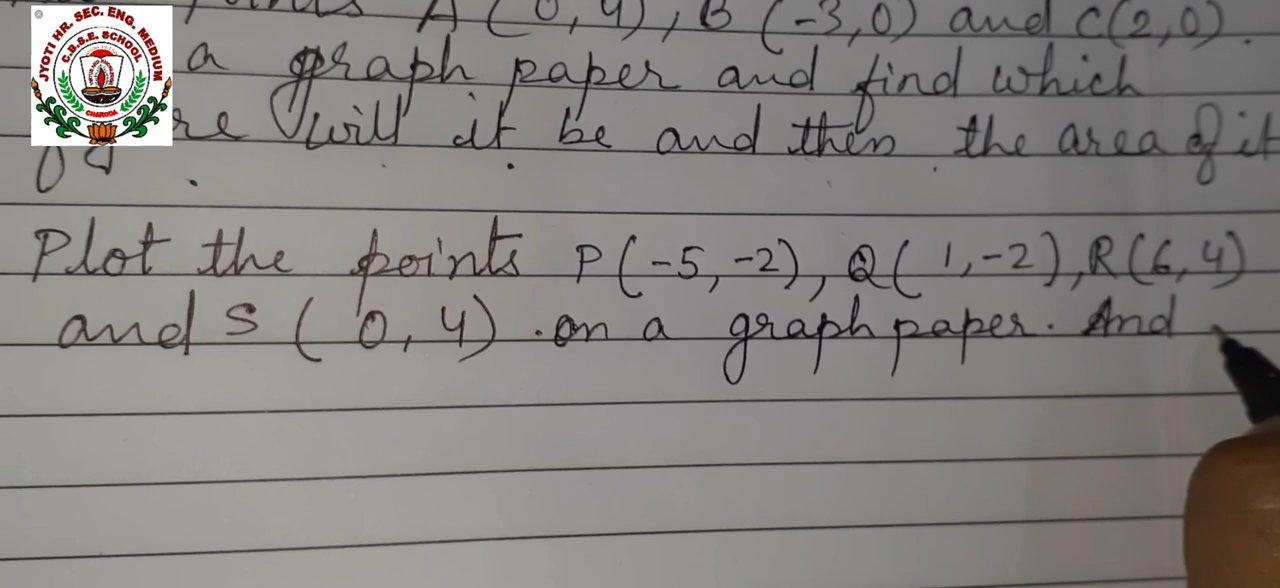 A (0,4), B (-3,0) and C(2,0).
a graph paper and find which
will it be and then the area of it
Plot the points P(-5,-2), Q(1,-2), R(6,4)
and S (0,4). on a graph paper. And
JYOTI HR. SEC. ENG. MEDIUM
C.B.S.E. SCHOOL
CHARODA